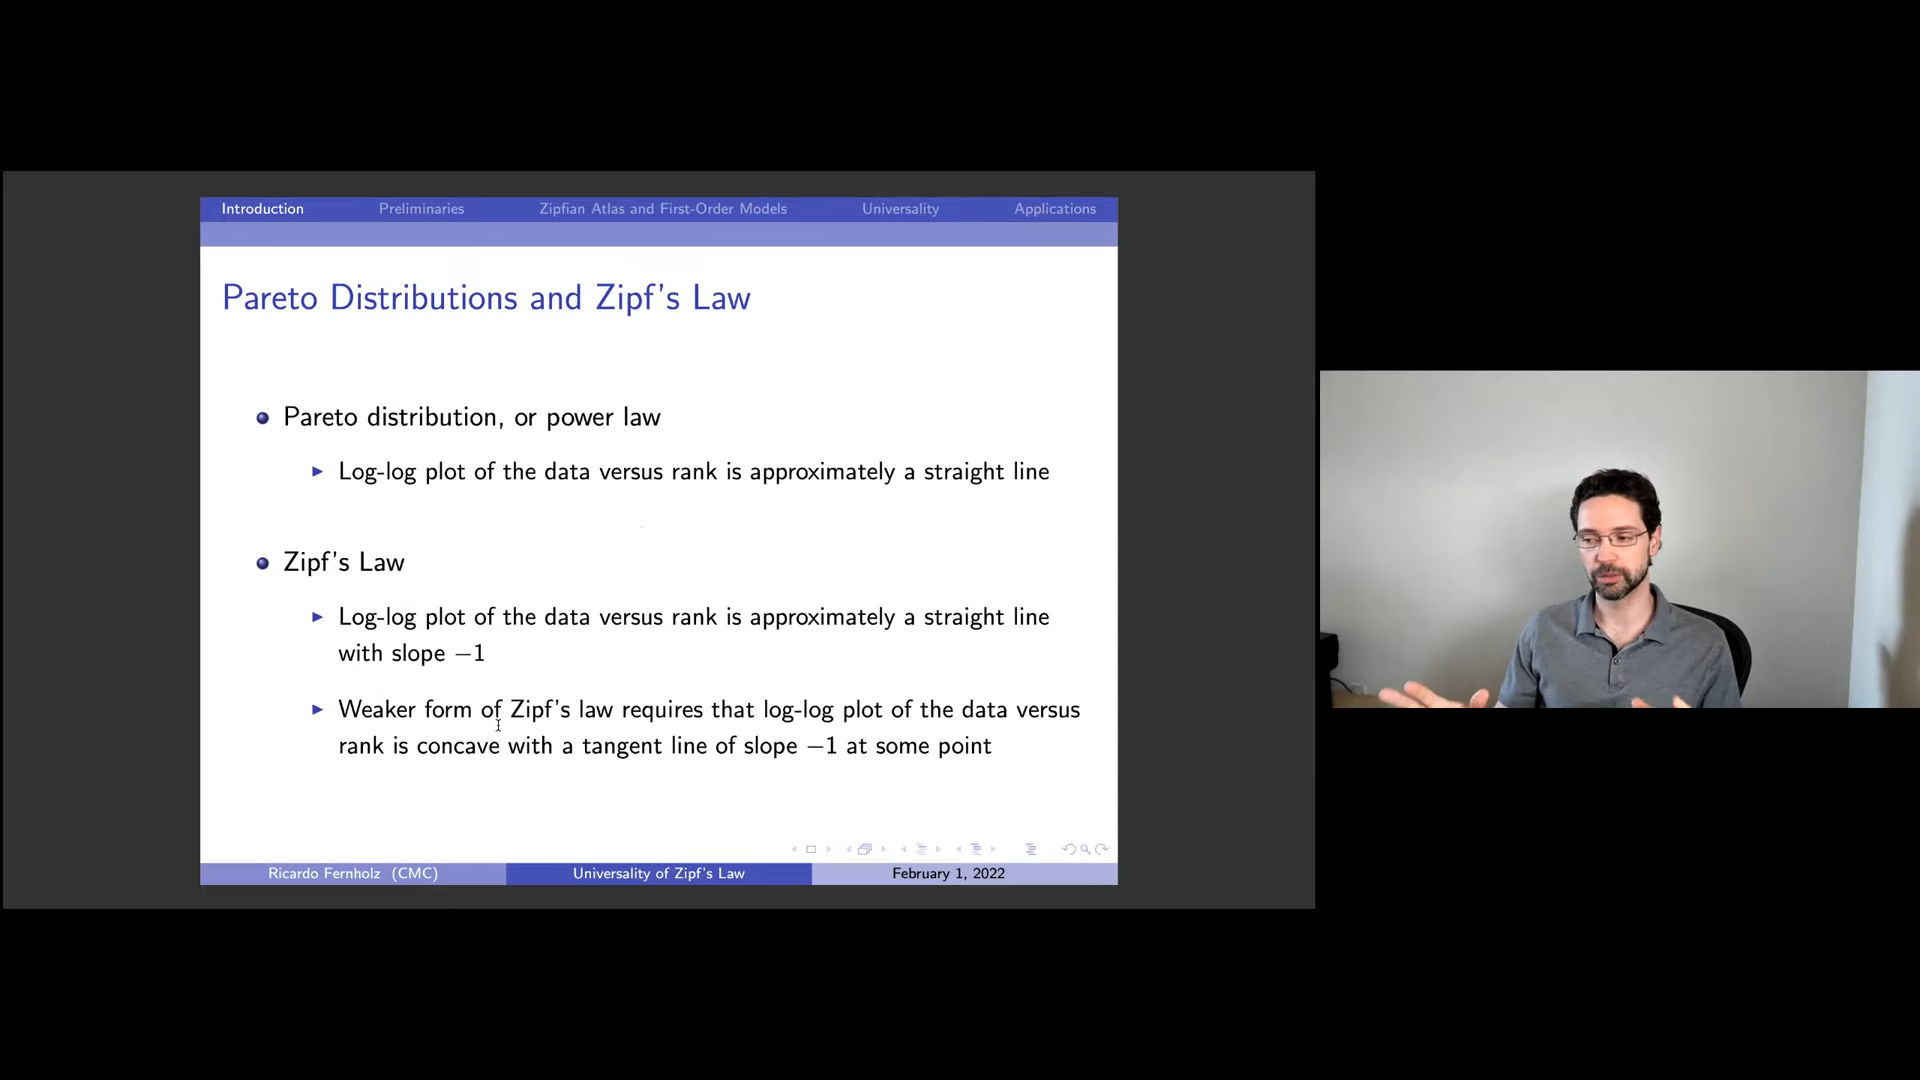 Introduction Preliminaries Zipfian Atlas and First-Order Models Universality Applications
Pareto Distributions and Zipf's Law
Pareto distribution, or power law
Log-log plot of the data versus rank is approximately a straight line
Zipf's Law
Log-log plot of the data versus rank is approximately a straight line
with slope −1
Weaker form of Zipf's law requires that log-log plot of the data versus
rank is concave with a tangent line of slope −1 at some point
Ricardo Fernholz (CMC) Universality of Zipf's Law February 1, 2022